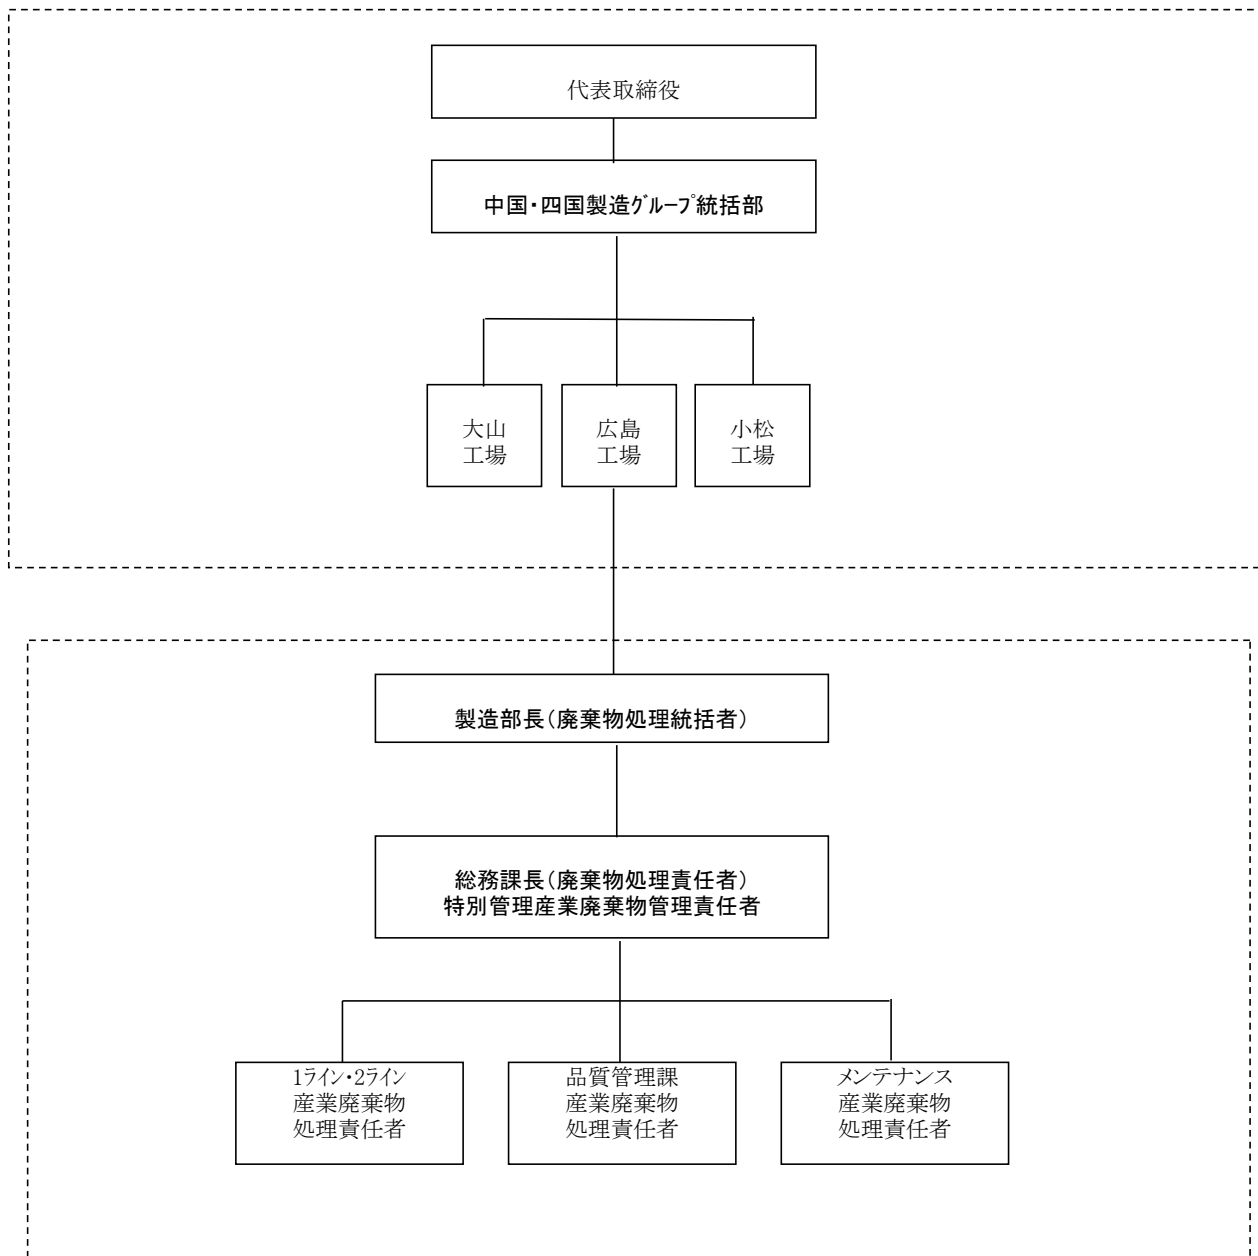 代表取締役
中国・四国製造ｸﾞﾙｰﾌﾟ統括部
大山
工場
広島
工場
小松
工場
製造部長(廃棄物処理統括者)
総務課長(廃棄物処理責任者)
特別管理産業廃棄物管理責任者
1ﾗｲﾝ・2ﾗｲﾝ
産業廃棄物
処理責任者
品質管理課
産業廃棄物
処理責任者
メンテナンス
産業廃棄物
処理責任者